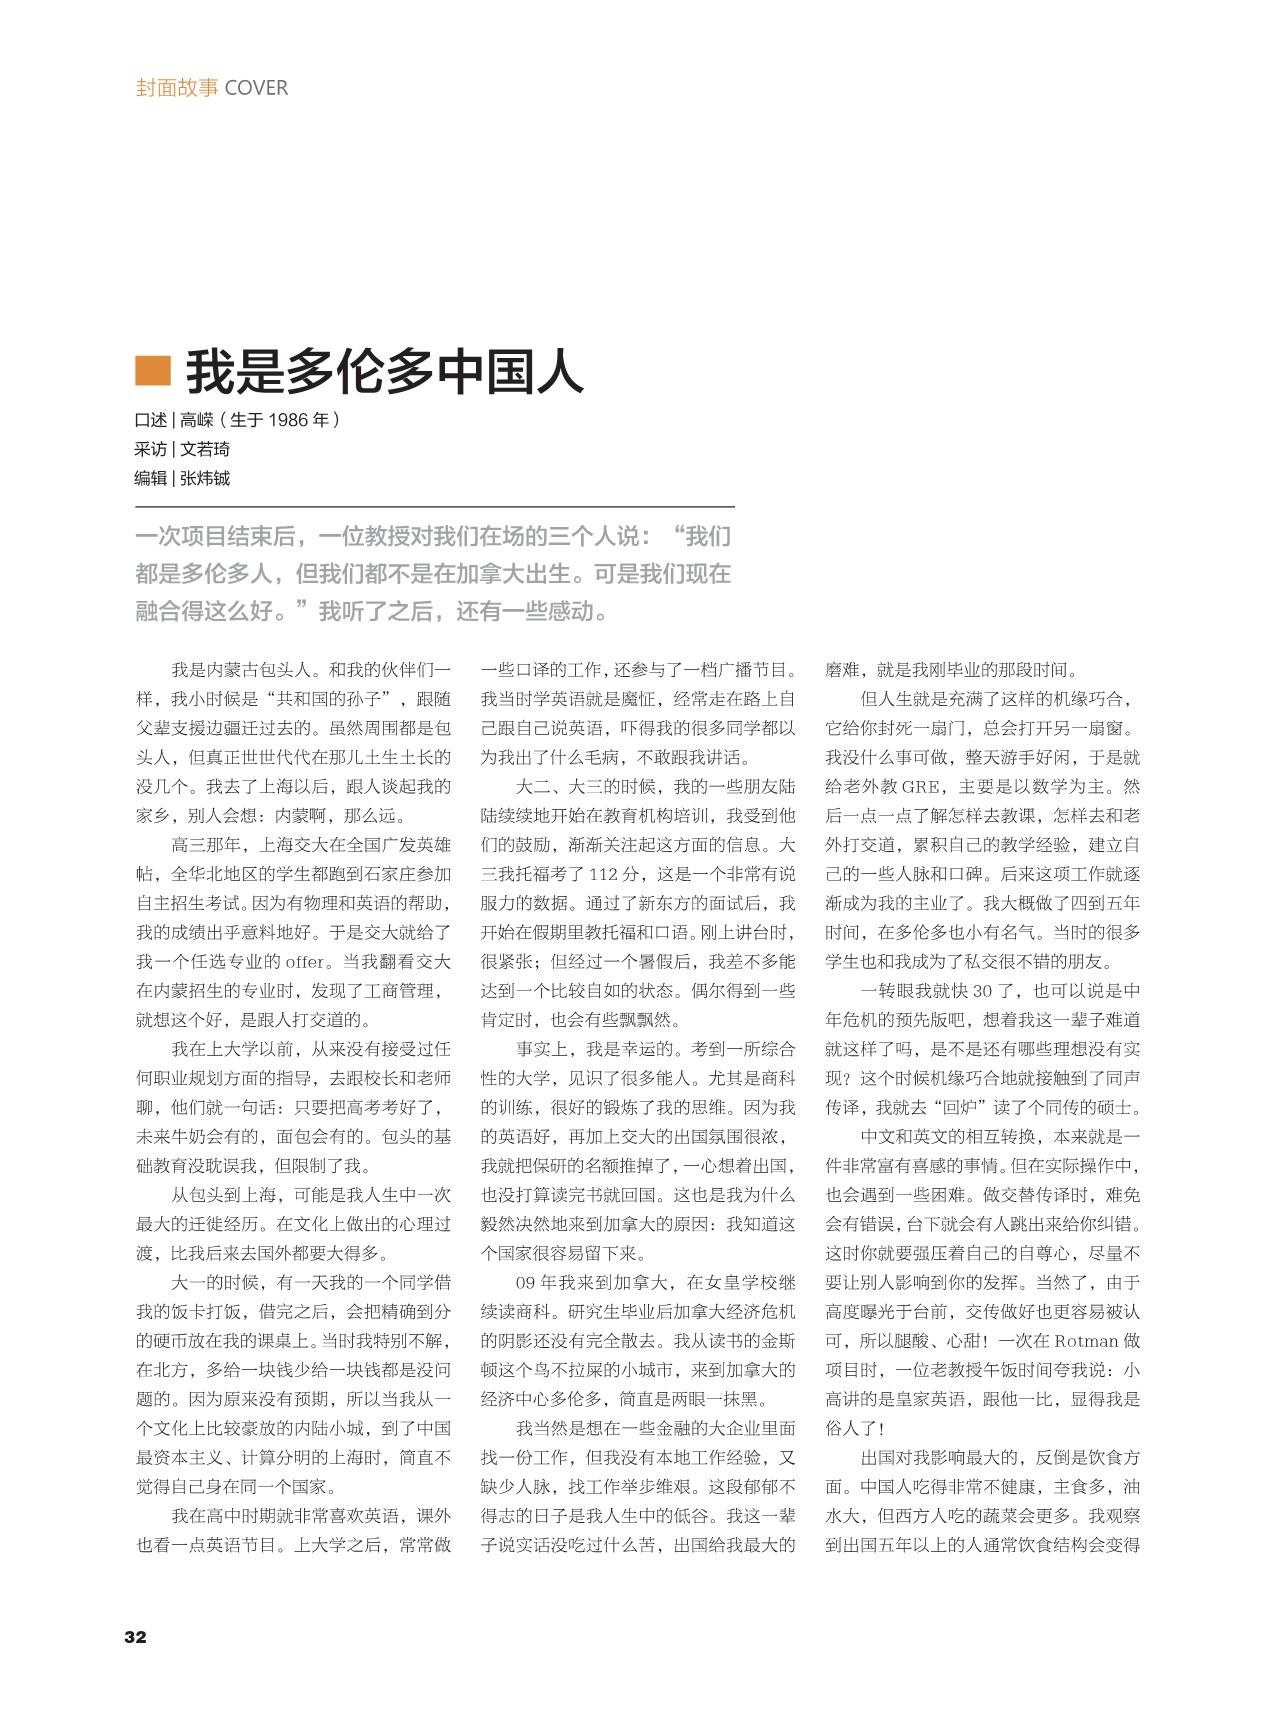 封面故事 COVER
我是多伦多中国人
口述 | 高嵘（生于 1986 年）
采访 | 文若琦
编辑 | 张炜铖
一次项目结束后，一位教授对我们在场的三个人说：“我们
都是多伦多人，但我们都不是在加拿大出生。可是我们现在
融合得这么好。”我听了之后，还有一些感动。
我是内蒙古包头人。和我的伙伴们一
样，我小时候是“共和国的孙子”，跟随
父辈支援边疆迁过去的。虽然周围都是包
头人，但真正世世代代在那儿土生土长的
没几个。我去了上海以后，跟人谈起我的
家乡，别人会想：内蒙啊，那么远。
高三那年，上海交大在全国广发英雄
帖，全华北地区的学生都跑到石家庄参加
自主招生考试。因为有物理和英语的帮助，
我的成绩出乎意料地好。于是交大就给了
我一个任选专业的 offer。当我翻看交大
在内蒙招生的专业时，发现了工商管理，
就想这个好，是跟人打交道的。
我在上大学以前，从来没有接受过任
何职业规划方面的指导，去跟校长和老师
聊，他们就一句话：只要把高考考好了，
未来牛奶会有的，面包会有的。包头的基
础教育没耽误我，但限制了我。
从包头到上海，可能是我人生中一次
最大的迁徙经历。在文化上做出的心理过
渡，比我后来去国外都要大得多。
大一的时候，有一天我的一个同学借
我的饭卡打饭，借完之后，会把精确到分
的硬币放在我的课桌上。当时我特别不解，
在北方，多给一块钱少给一块钱都是没问
题的。因为原来没有预期，所以当我从一
个文化上比较豪放的内陆小城，到了中国
最资本主义、计算分明的上海时，简直不
觉得自己身在同一个国家。
我在高中时期就非常喜欢英语，课外
也看一点英语节目。上大学之后，常常做
一些口译的工作，还参与了一档广播节目。
我当时学英语就是魔怔，经常走在路上自
己跟自己说英语，吓得我的很多同学都以
为我出了什么毛病，不敢跟我讲话。
大二、大三的时候，我的一些朋友陆
陆续续地开始在教育机构培训，我受到他
们的鼓励，渐渐关注起这方面的信息。大
三我托福考了 112 分，这是一个非常有说
服力的数据。通过了新东方的面试后，我
开始在假期里教托福和口语。刚上讲台时，
很紧张；但经过一个暑假后，我差不多能
达到一个比较自如的状态。偶尔得到一些
肯定时，也会有些飘飘然。
事实上，我是幸运的。考到一所综合
性的大学，见识了很多能人。尤其是商科
的训练，很好的锻炼了我的思维。因为我
的英语好，再加上交大的出国氛围很浓，
我就把保研的名额推掉了，一心想着出国，
也没打算读完书就回国。这也是我为什么
毅然决然地来到加拿大的原因：我知道这
个国家很容易留下来。
09 年我来到加拿大，在女皇学校继
续读商科。研究生毕业后加拿大经济危机
的阴影还没有完全散去。我从读书的金斯
顿这个鸟不拉屎的小城市，来到加拿大的
经济中心多伦多，简直是两眼一抹黑。
我当然是想在一些金融的大企业里面
找一份工作，但我没有本地工作经验，又
缺少人脉，找工作举步维艰。这段郁郁不
得志的日子是我人生中的低谷。我这一辈
子说实话没吃过什么苦，出国给我最大的
磨难，就是我刚毕业的那段时间。
但人生就是充满了这样的机缘巧合，
它给你封死一扇门，总会打开另一扇窗。
我没什么事可做，整天游手好闲，于是就
给老外教 GRE，主要是以数学为主。然
后一点一点了解怎样去教课，怎样去和老
外打交道，累积自己的教学经验，建立自
己的一些人脉和口碑。后来这项工作就逐
渐成为我的主业了。我大概做了四到五年
时间，在多伦多也小有名气。当时的很多
学生也和我成为了私交很不错的朋友。
一转眼我就快 30 了，也可以说是中
年危机的预先版吧，想着我这一辈子难道
就这样了吗，是不是还有哪些理想没有实
现？这个时候机缘巧合地就接触到了同声
传译，我就去“回炉”读了个同传的硕士。
中文和英文的相互转换，本来就是一
件非常富有喜感的事情。但在实际操作中，
也会遇到一些困难。做交替传译时，难免
会有错误，台下就会有人跳出来给你纠错。
这时你就要强压着自己的自尊心，尽量不
要让别人影响到你的发挥。当然了，由于
高度曝光于台前，交传做好也更容易被认
可，所以腿酸、心甜！一次在 Rotman 做
项目时，一位老教授午饭时间夸我说：小
高讲的是皇家英语，跟他一比，显得我是
俗人了！
出国对我影响最大的，反倒是饮食方
面。中国人吃得非常不健康，主食多，油
水大，但西方人吃的蔬菜会更多。我观察
到出国五年以上的人通常饮食结构会变得
32